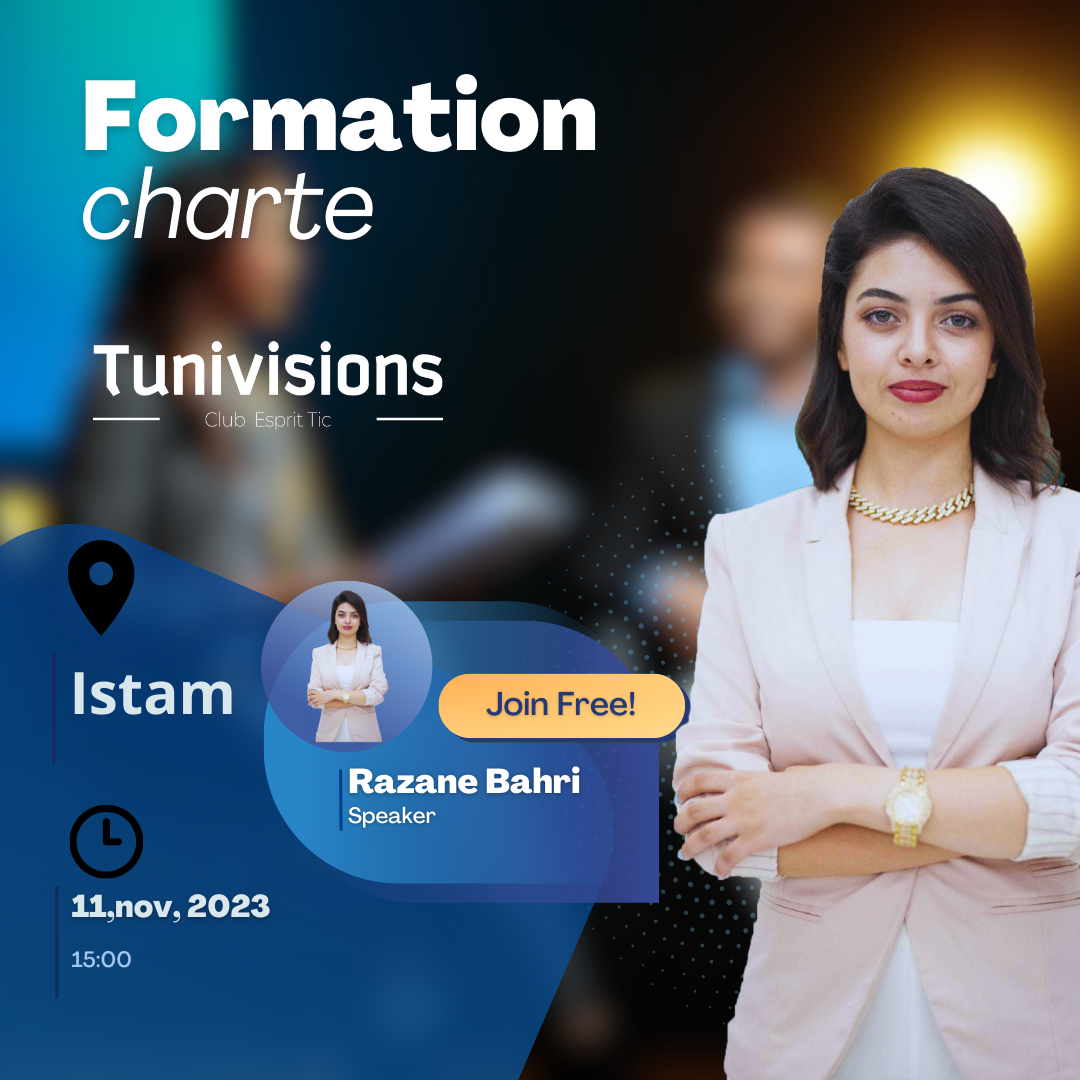 Formation
charte
Tunivisions
Club Esprit Tic
Istam
Join Free!
Razane Bahri
Speaker
11,nov, 2023
15:00